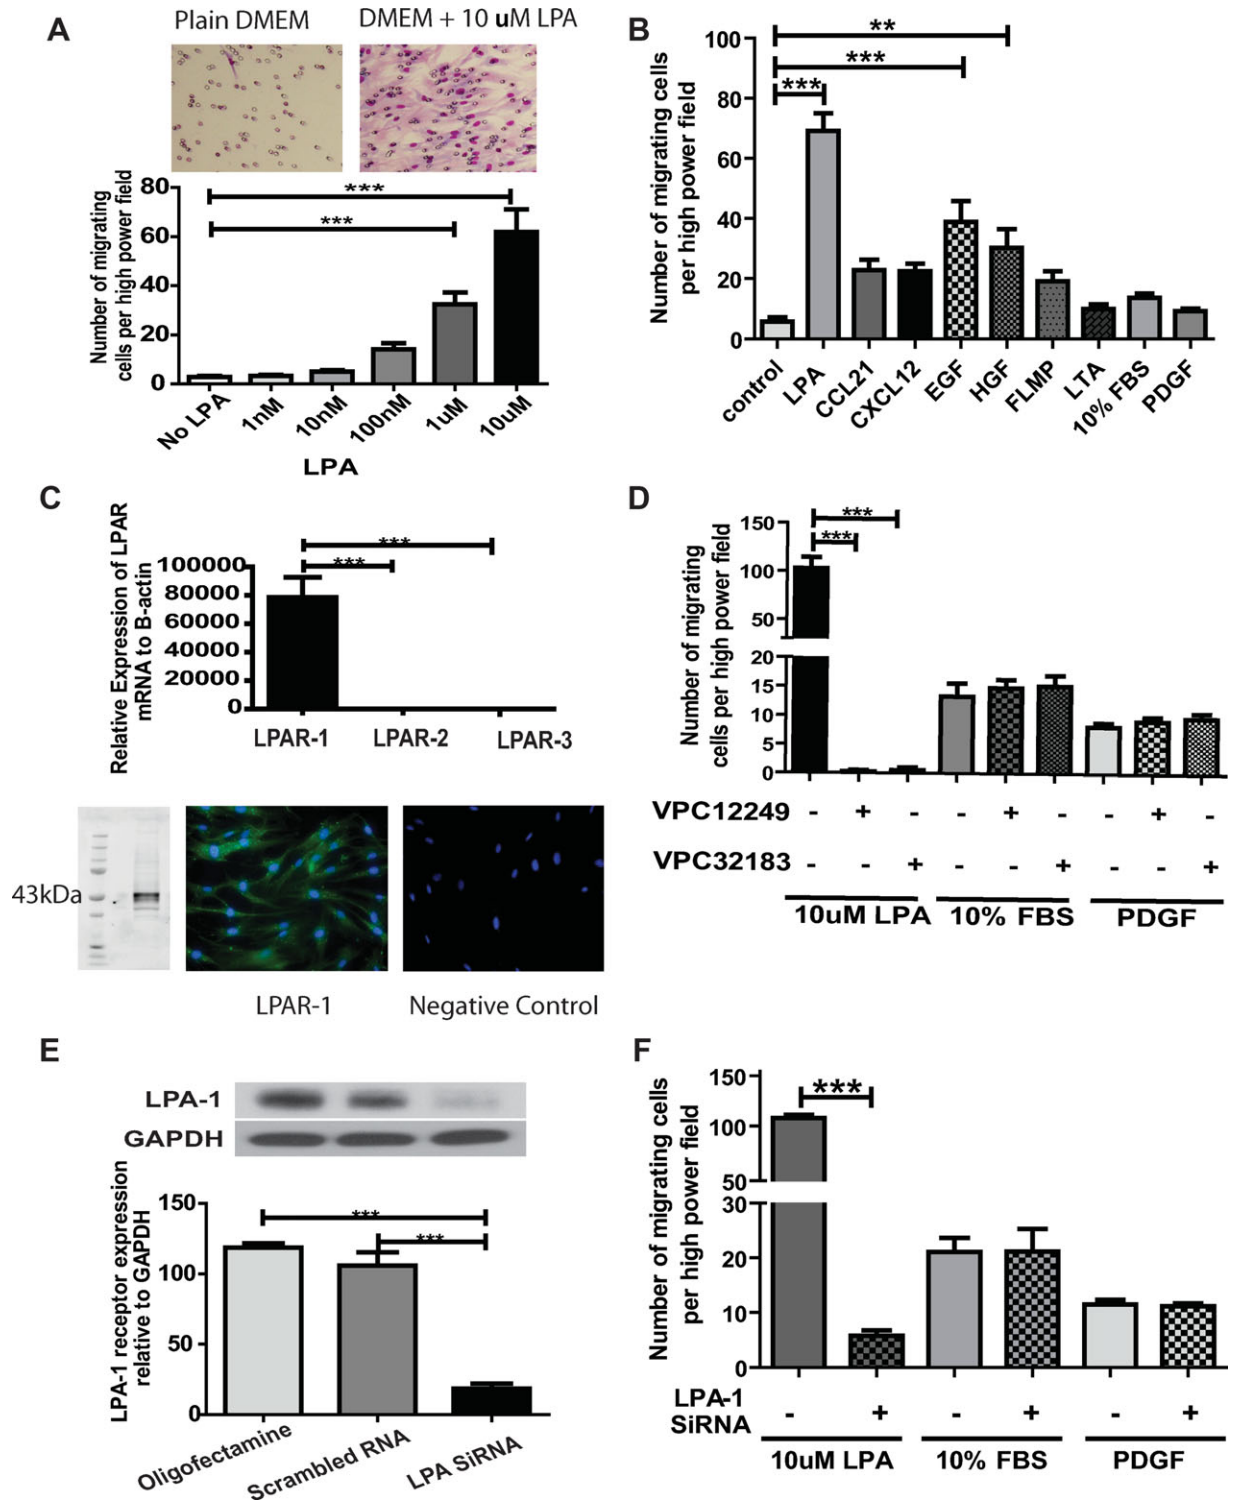 A
Plain DMEM
DMEM + 10 uM LPA
Number of migrating
cells per high power field
80
60
40
20
0
***
***
No LPA
1nM
10nM
100nM
1uM
10uM
LPA
B
Number of migrating cells
per high power field
100
80
60
40
20
0
**
***
***
control
LPA
CCL21
CXCL12
EGF
HGF
FLMP
LTA
10% FBS
PDGF
C
Relative Expression of LPAR
mRNA to B-actin
100000
80000
60000
40000
20000
0
***
***
LPAR-1
LPAR-2
LPAR-3
43kDa
LPAR-1
Negative Control
D
Number of migrating
cells per high power field
150
100
50
20
15
10
5
0
***
***
VPC12249
- + - - + - - + -
VPC32183
- - + - - + - - +
10uM LPA
10% FBS
PDGF
E
LPA-1
GAPDH
LPA-1 receptor expression
relative to GAPDH
150
100
50
0
***
***
Oligofectamine
Scrambled RNA
LPA SiRNA
F
Number of migrating cells
per high power field
150
100
50
30
20
10
0
***
LPA-1
SiRNA
- + - + - +
10uM LPA
10% FBS
PDGF